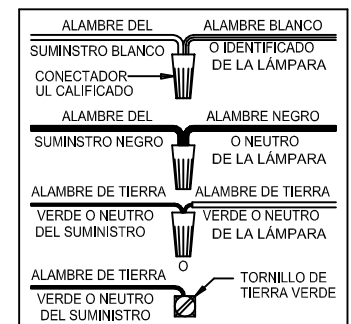 ALAMBRE DEL ALAMBRE BLANCO
SUMINSTRO BLANCO O IDENTIFICADO
CONECTADOR DE LA LÁMPARA
UL CALIFICADO
ALAMBRE DEL ALAMBRE NEGRO
SUMINSTRO NEGRO O NEUTRO
DE LA LÁMPARA
ALAMBRE DE TIERRA ALAMBRE DE TIERRA
VERDE O NEUTRO VERDE O NEUTRO
DEL SUMINISTRO DE LA LÁMPARA
O
ALAMBRE DE TIERRA TORNILLO DE
VERDE O NEUTRO TIERRA VERDE
DEL SUMINISTRO